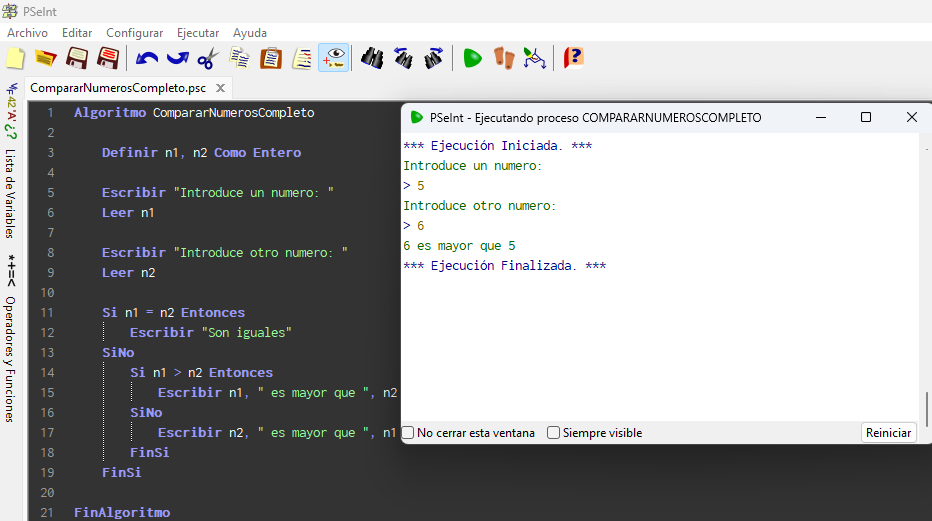 PSeInt
Archivo Editar Configurar Ejecutar Ayuda
CompararNumerosCompleto.psc
Lista de Variables
*+=<
Operadores y Funciones
1 Algoritmo CompararNumerosCompleto
2
3 Definir n1, n2 Como Entero
4
5 Escribir "Introduce un numero: "
6 Leer n1
7
8 Escribir "Introduce otro numero: "
9 Leer n2
10
11 Si n1 = n2 Entonces
12 Escribir "Son iguales"
13 SiNo
14 Si n1 > n2 Entonces
15 Escribir n1, " es mayor que ", n2
16 SiNo
17 Escribir n2, " es mayor que ", n1
18 FinSi
19 FinSi
20
21 FinAlgoritmo
PSeInt - Ejecutando proceso COMPARARNUMEROSCOMPLETO
*** Ejecución Iniciada. ***
Introduce un numero:
> 5
Introduce otro numero:
> 6
6 es mayor que 5
*** Ejecución Finalizada. ***
No cerrar esta ventana Siempre visible Reiniciar